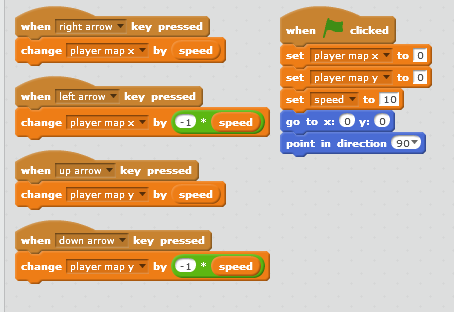 when right arrow key pressed
change player map x by speed
when left arrow key pressed
change player map x by -1 * speed
when up arrow key pressed
change player map y by speed
when down arrow key pressed
change player map y by -1 * speed
when clicked
set player map x to 0
set player map y to 0
set speed to 10
go to x: 0 y: 0
point in direction 90